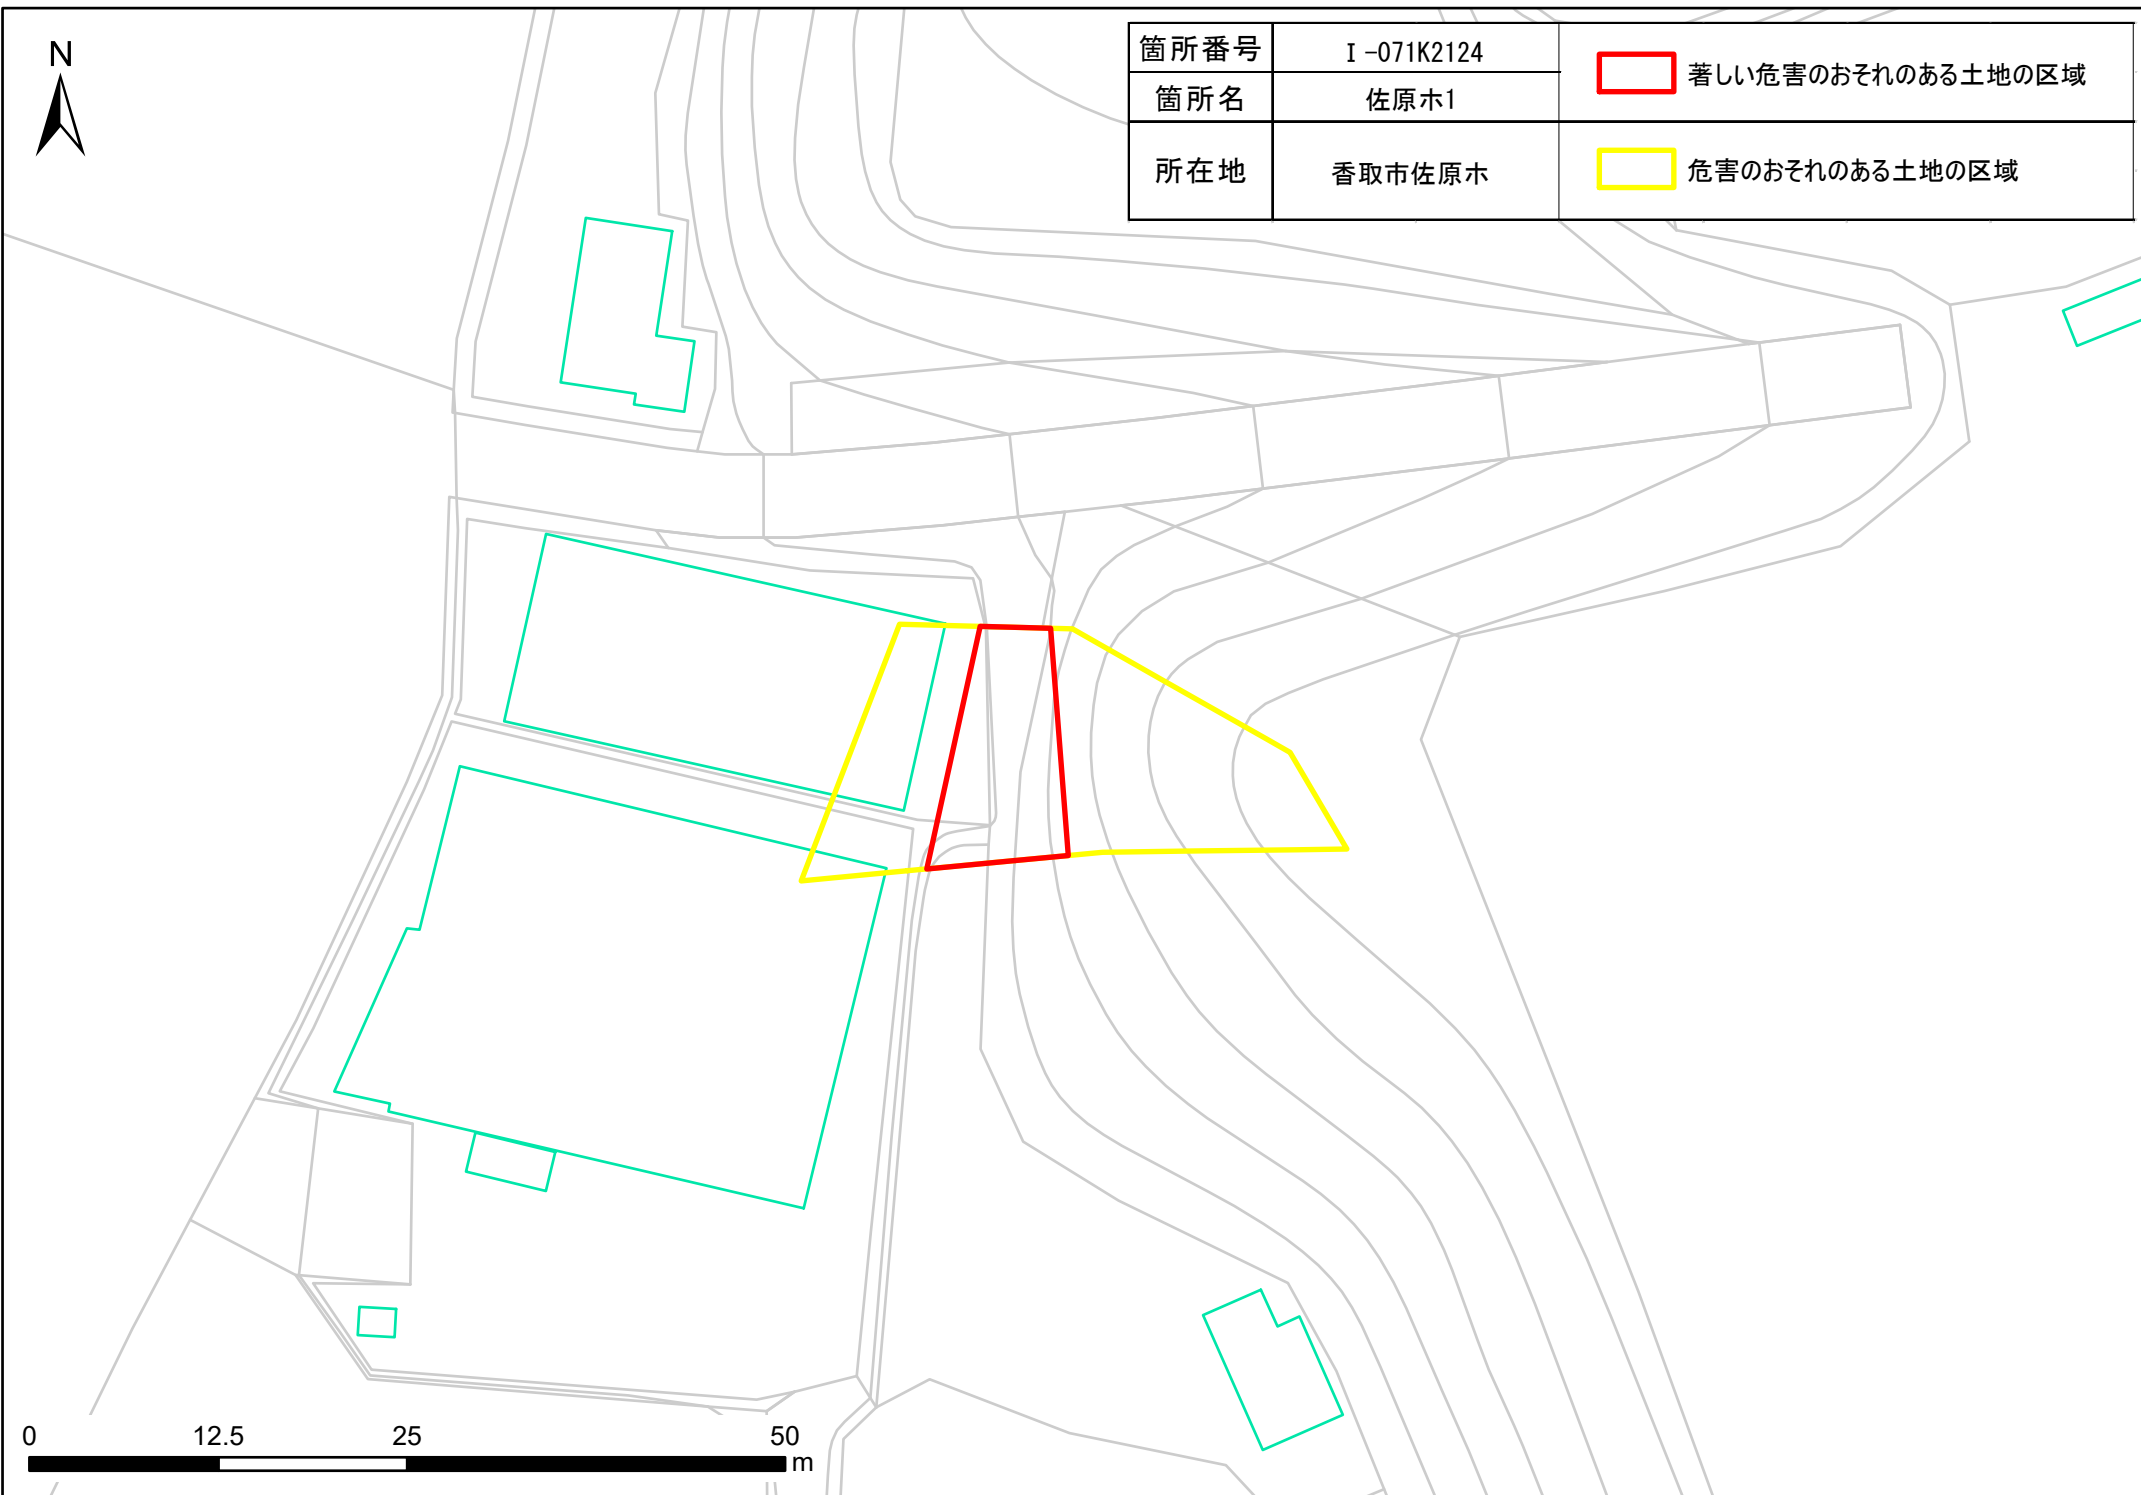 N
箇所番号 I-071K2124 著しい危害のおそれのある土地の区域
箇所名 佐原ホ1
所在地 香取市佐原ホ 危害のおそれのある土地の区域
0 12.5 25 50
m